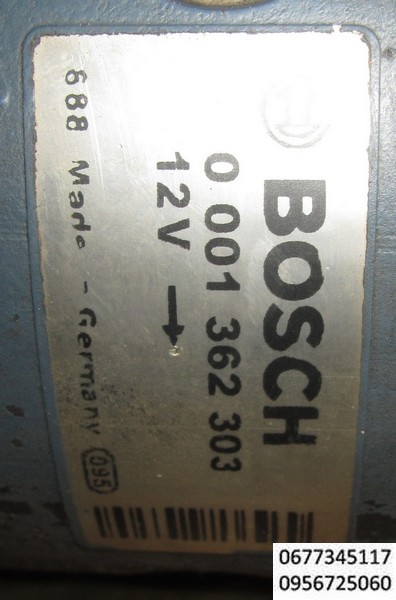 BOSCH
0 001 362 303
12V →
688 Made - Germany 095
0677345117
0956725060